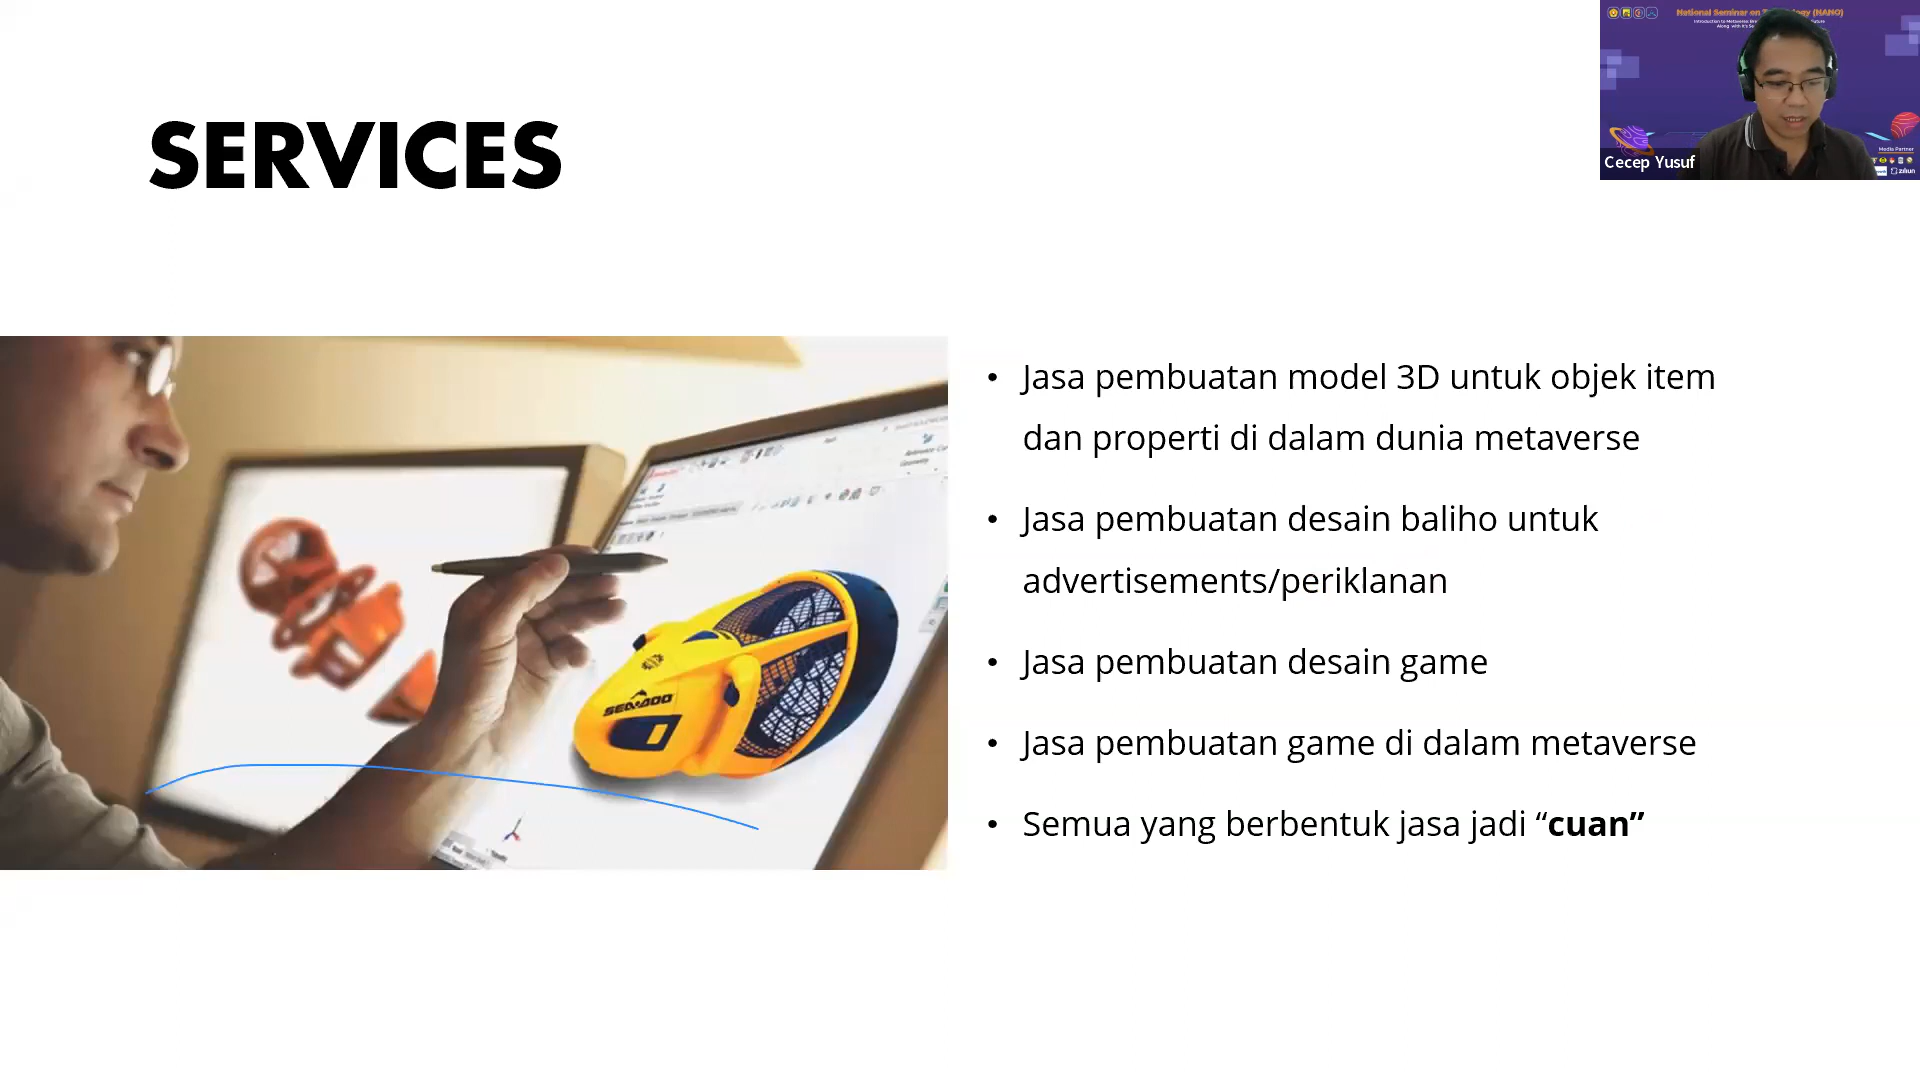 SERVICES
National Seminar on
(NANO)
Cecep Yusuf
Media Partner
SEA-DOO
• Jasa pembuatan model 3D untuk objek item
dan properti di dalam dunia metaverse
• Jasa pembuatan desain baliho untuk
advertisements/periklanan
• Jasa pembuatan desain game
• Jasa pembuatan game di dalam metaverse
• Semua yang berbentuk jasa jadi “cuan”